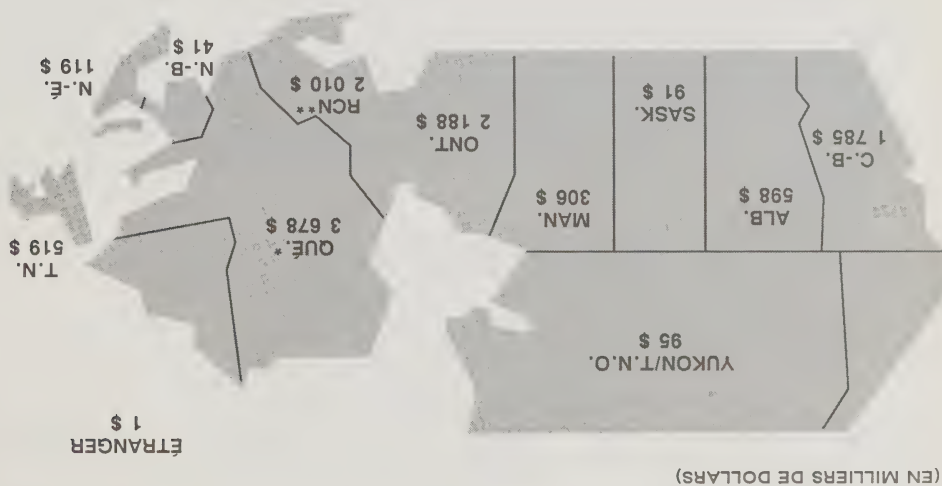 (EN MILLIERS DE DOLLARS)
ÉTRANGER
1 $
YUKON/T.N.O.
95 $
C.-B.
1 785 $
ALB.
598 $
SASK.
91 $
MAN.
306 $
ONT.
2 188 $
QUÉ.*
3 678 $
RCN**
2 010 $
T.N.
519 $
N.-B.
41 $
N.-É.
119 $